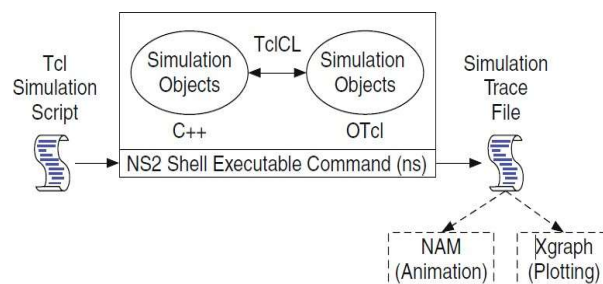 Tcl
Simulation
Script
Simulation
Objects
C++
TclCL
Simulation
Objects
OTcl
NS2 Shell Executable Command (ns)
Simulation
Trace
File
NAM
(Animation)
Xgraph
(Plotting)